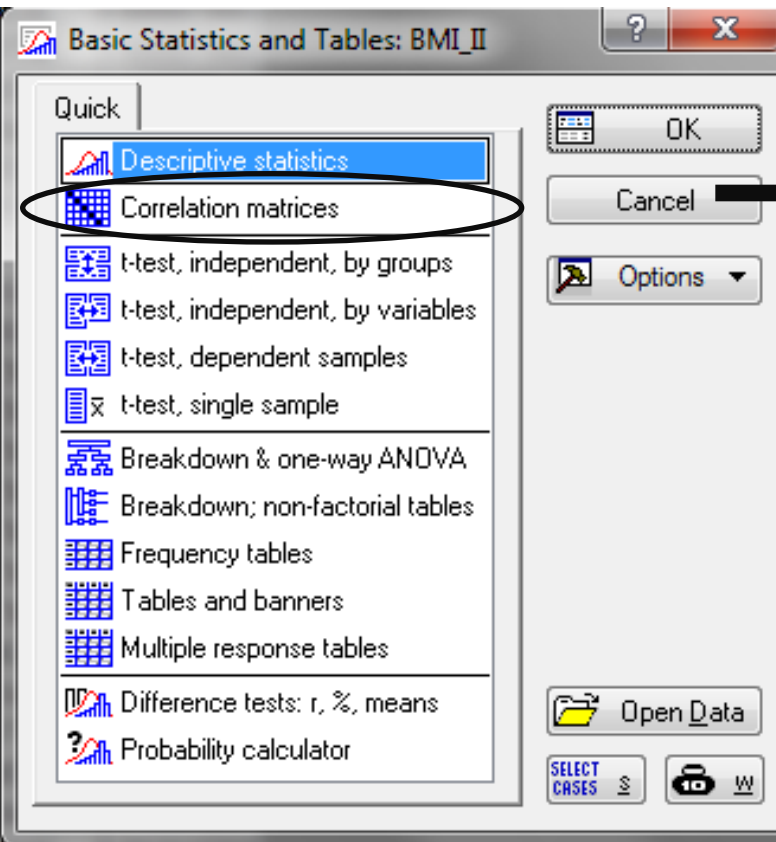 Basic Statistics and Tables: BMI_II
?
X
Quick
Descriptive statistics
Correlation matrices
t-test, independent, by groups
t-test, independent, by variables
t-test, dependent samples
x t-test, single sample
Breakdown & one-way ANOVA
Breakdown; non-factorial tables
Frequency tables
Tables and banners
Multiple response tables
Difference tests: r, %, means
? Probability calculator
OK
Cancel
Options
Open Data
SELECT
CASES S
10 W